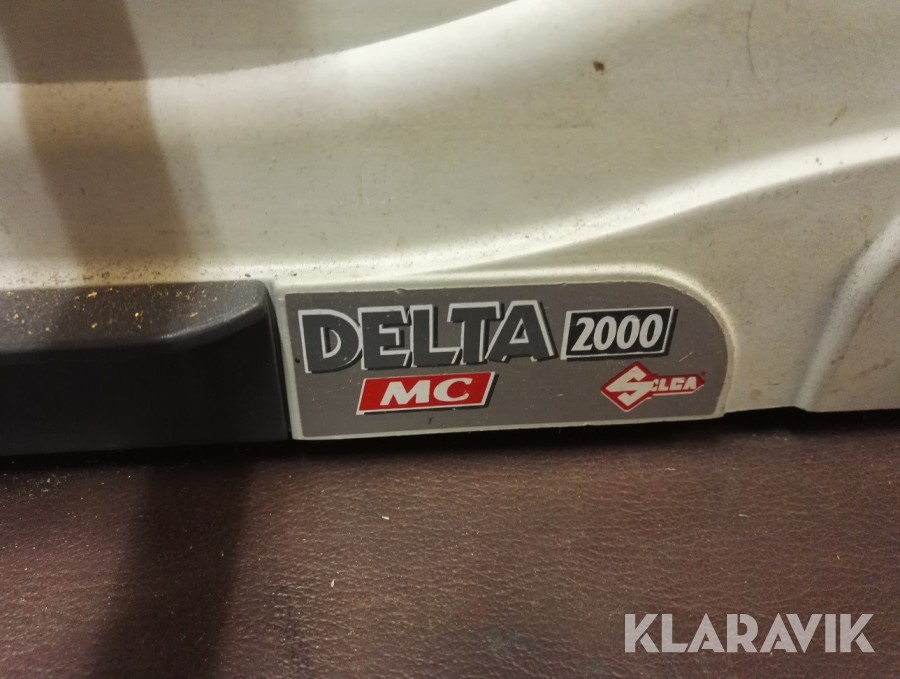 DELTA 2000
MC SILCA
KLARAVIK